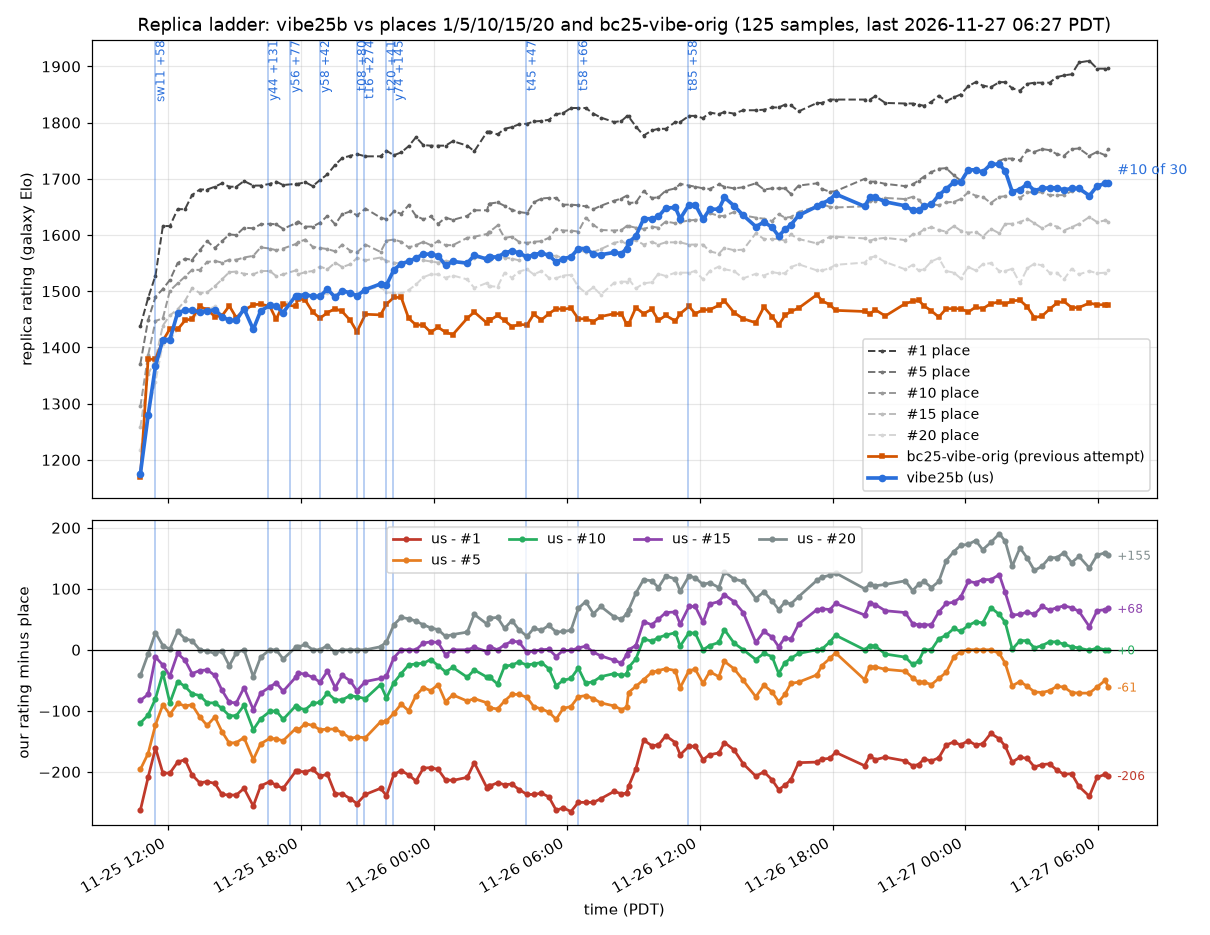 Replica ladder: vibe25b vs places 1/5/10/15/20 and bc25-vibe-orig (125 samples, last 2026-11-27 06:27 PDT)
sw11 +58
y44 +131
y56 +77
y58 +42
t08 +80
t16 +274
t20 +41
y74 +145
t45 +47
t58 +66
t85 +58
replica rating (galaxy Elo)
1900
1800
1700
1600
1500
1400
1300
1200
#10 of 30
#1 place
#5 place
#10 place
#15 place
#20 place
bc25-vibe-orig (previous attempt)
vibe25b (us)
our rating minus place
200
100
0
−100
−200
us - #1
us - #5
us - #10
us - #15
us - #20
+155
+68
+0
-61
-206
11-25 12:00
11-25 18:00
11-26 00:00
11-26 06:00
11-26 12:00
11-26 18:00
11-27 00:00
11-27 06:00
time (PDT)